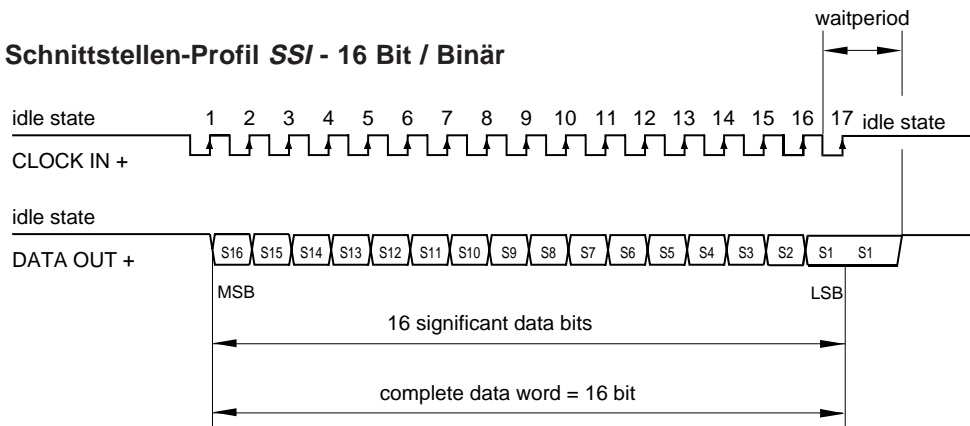 waitperiod
Schnittstellen-Profil SSI - 16 Bit / Binär
idle state 1 2 3 4 5 6 7 8 9 10 11 12 13 14 15 16 17 idle state
CLOCK IN +
idle state
DATA OUT + S16 S15 S14 S13 S12 S11 S10 S9 S8 S7 S6 S5 S4 S3 S2 S1 S1
MSB LSB
16 significant data bits
complete data word = 16 bit